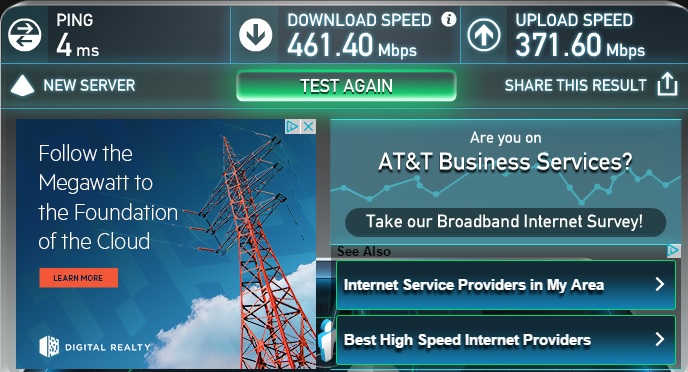 PING
4 ms
DOWNLOAD SPEED
461.40 Mbps
UPLOAD SPEED
371.60 Mbps
NEW SERVER
TEST AGAIN
SHARE THIS RESULT
Follow the
Megawatt to
the Foundation
of the Cloud
LEARN MORE
DIGITAL REALTY
Are you on
AT&T Business Services?
Take our Broadband Internet Survey!
See Also
Internet Service Providers in My Area
Best High Speed Internet Providers